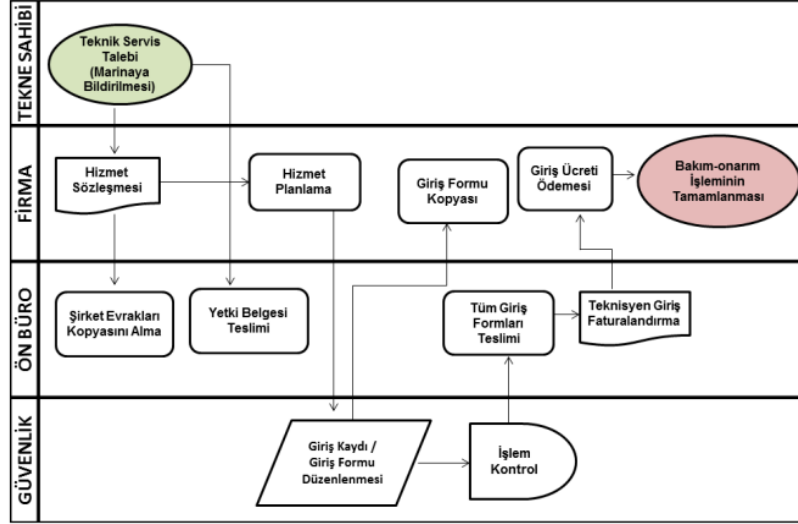 TEKNE SAHİBİ
Teknik Servis
Talebi
(Marinaya
Bildirilmesi)
FİRMA
Hizmet
Sözleşmesi
Hizmet
Planlama
Giriş Formu
Kopyası
Giriş Ücreti
Ödemesi
Bakım-onarım
İşleminin
Tamamlanması
ÖN BÜRO
Şirket Evrakları
Kopyasını Alma
Yetki Belgesi
Teslimi
Tüm Giriş
Formları
Teslimi
Teknisyen Giriş
Faturalandırma
GÜVENLİK
Giriş Kaydı /
Giriş Formu
Düzenlenmesi
İşlem
Kontrol